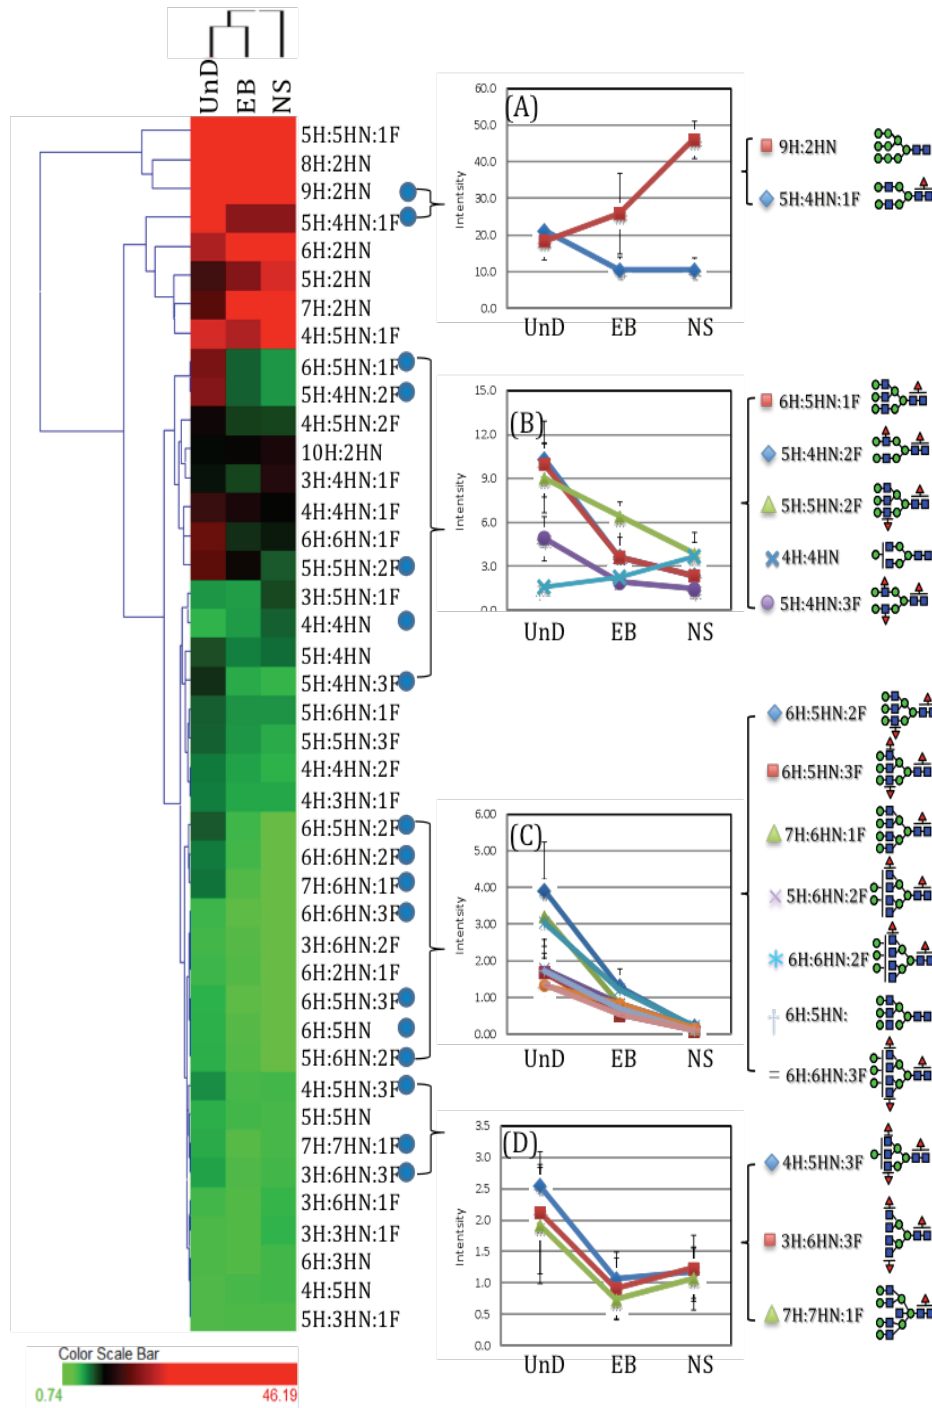 UnD
EB
NS
5H:5HN:1F
8H:2HN
9H:2HN
5H:4HN:1F
6H:2HN
5H:2HN
7H:2HN
4H:5HN:1F
6H:5HN:1F
5H:4HN:2F
4H:5HN:2F
10H:2HN
3H:4HN:1F
4H:4HN:1F
6H:6HN:1F
5H:5HN:2F
3H:5HN:1F
4H:4HN
5H:4HN
5H:4HN:3F
5H:6HN:1F
5H:5HN:3F
4H:4HN:2F
4H:3HN:1F
6H:5HN:2F
6H:6HN:2F
7H:6HN:1F
6H:6HN:3F
3H:6HN:2F
6H:2HN:1F
6H:5HN:3F
6H:5HN
5H:6HN:2F
4H:5HN:3F
5H:5HN
7H:7HN:1F
3H:6HN:3F
3H:6HN:1F
3H:3HN:1F
6H:3HN
4H:5HN
5H:3HN:1F
Color Scale Bar
0.74
46.19
(A)
60.0
50.0
40.0
30.0
20.0
10.0
0.0
Intentsity
UnD
EB
NS
9H:2HN
5H:4HN:1F
(B)
15.0
12.0
9.0
6.0
3.0
0.0
Intentsity
UnD
EB
NS
6H:5HN:1F
5H:4HN:2F
5H:5HN:2F
4H:4HN
5H:4HN:3F
(C)
6.00
5.00
4.00
3.00
2.00
1.00
0.00
Intentsity
UnD
EB
NS
6H:5HN:2F
6H:5HN:3F
7H:6HN:1F
5H:6HN:2F
6H:6HN:2F
6H:5HN:
6H:6HN:3F
(D)
3.5
3.0
2.5
2.0
1.5
1.0
0.5
0.0
Intentsity
UnD
EB
NS
4H:5HN:3F
3H:6HN:3F
7H:7HN:1F